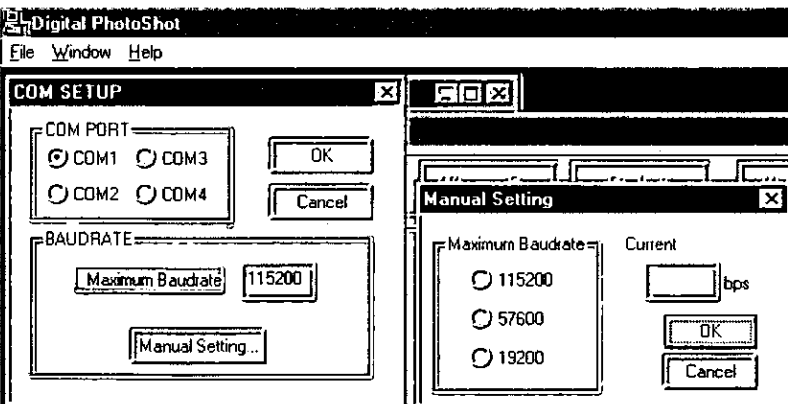 Digital PhotoShot
File Window Help
COM SETUP
COM PORT
COM1 COM3
COM2 COM4
OK
Cancel
BAUDRATE
Maximum Baudrate 115200
Manual Setting...
Manual Setting
Maximum Baudrate
115200
57600
19200
Current
bps
OK
Cancel